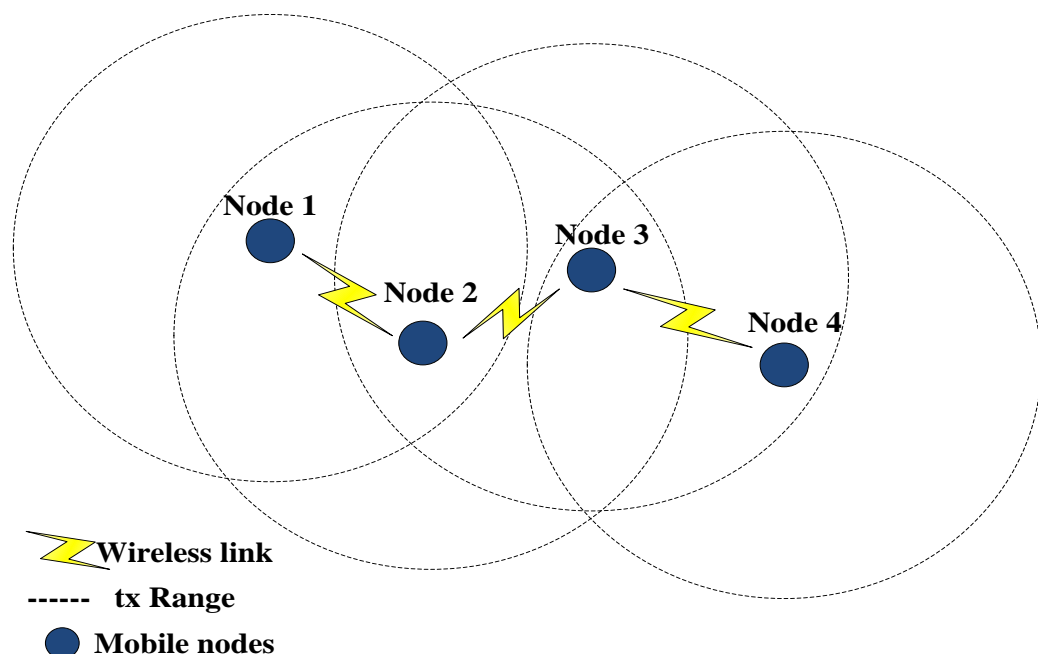 Node 1
Node 3
Node 2
Node 4
Wireless link
tx Range
Mobile nodes